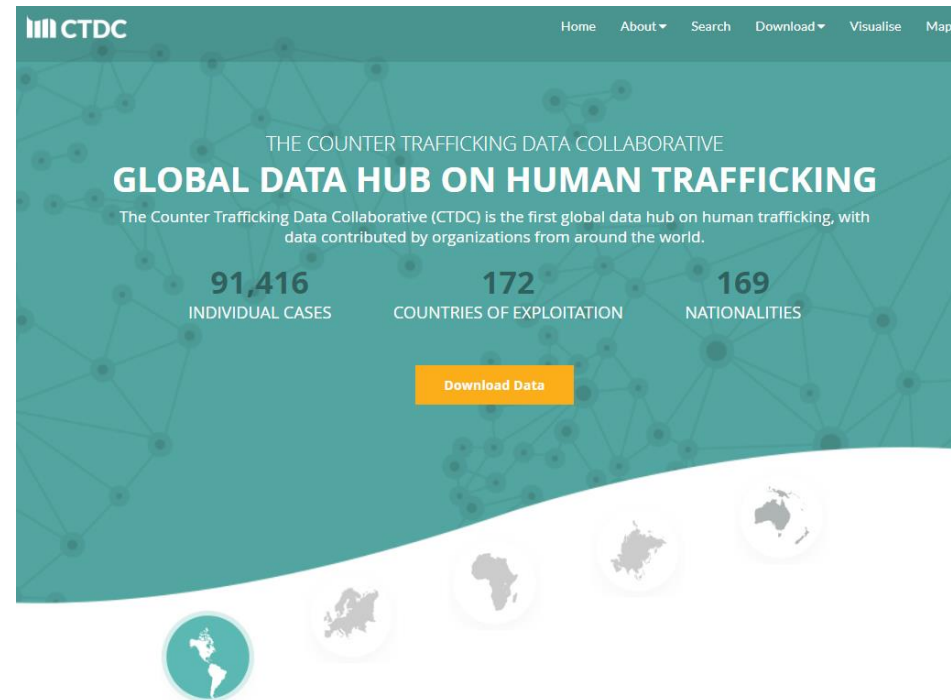 CTDC
Home About Search Download Visualise Map
THE COUNTER TRAFFICKING DATA COLLABORATIVE
GLOBAL DATA HUB ON HUMAN TRAFFICKING
The Counter Trafficking Data Collaborative (CTDC) is the first global data hub on human trafficking, with
data contributed by organizations from around the world.
91,416 172 169
INDIVIDUAL CASES COUNTRIES OF EXPLOITATION NATIONALITIES
Download Data